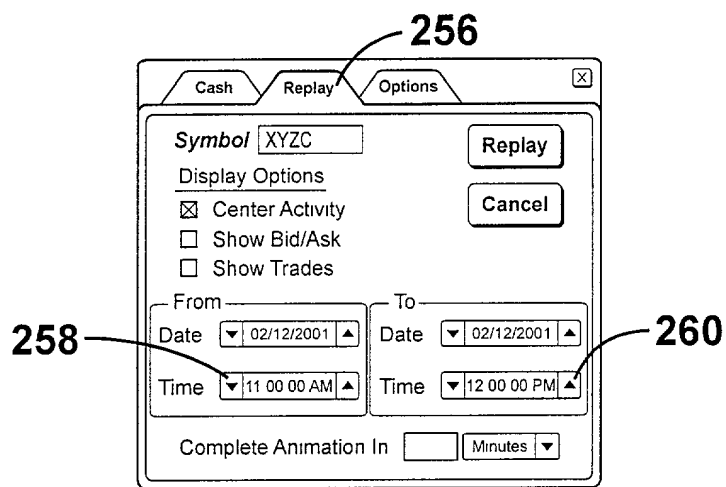 256
Cash Replay Options
Symbol XYZC
Replay
Display Options
Cancel
Center Activity
Show Bid/Ask
Show Trades
From
To
Date 02/12/2001
Date 02/12/2001
258
260
Time 11 00 00 AM
Time 12 00 00 PM
Complete Animation In Minutes